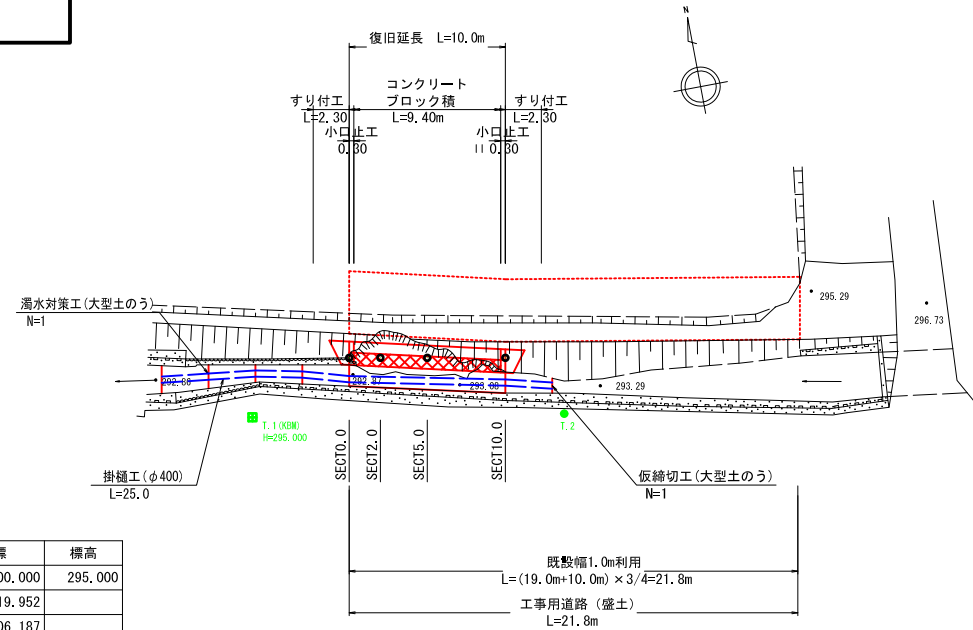 N
復旧延長 L=10.0m
コンクリート
ブロック積
L=9.40m
すり付工
L=2.30
すり付工
L=2.30
小口止工
0.30
小口止工
0.30
295.29
296.73
濁水対策工(大型土のう)
N=1
293.29
T.1(KBM)
H=295.000
T.2
SECT0.0
SECT2.0
SECT5.0
SECT10.0
掛樋工(φ400)
L=25.0
仮締切工(大型土のう)
N=1
既設幅1.0m利用
L=(19.0m+10.0m)×3/4=21.8m
工事用道路(盛土)
L=21.8m
標高
00.000 295.000
19.952
06.187